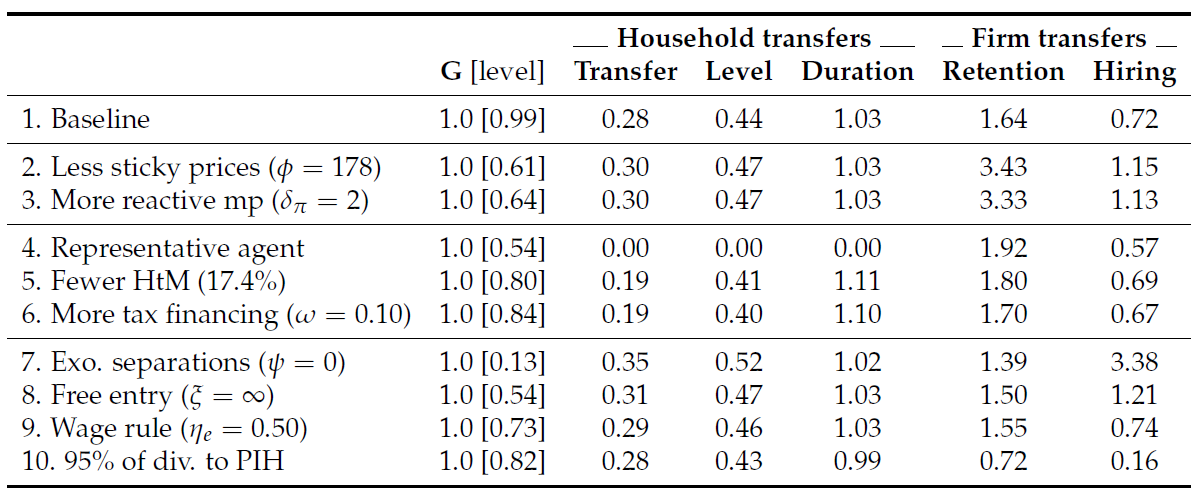 Household transfers Firm transfers
G [level] Transfer Level Duration Retention Hiring
1. Baseline 1.0 [0.99] 0.28 0.44 1.03 1.64 0.72
2. Less sticky prices (ϕ = 178) 1.0 [0.61] 0.30 0.47 1.03 3.43 1.15
3. More reactive mp (δπ = 2) 1.0 [0.64] 0.30 0.47 1.03 3.33 1.13
4. Representative agent 1.0 [0.54] 0.00 0.00 0.00 1.92 0.57
5. Fewer HtM (17.4%) 1.0 [0.80] 0.19 0.41 1.11 1.80 0.69
6. More tax financing (ω = 0.10) 1.0 [0.84] 0.19 0.40 1.10 1.70 0.67
7. Exo. separations (ψ = 0) 1.0 [0.13] 0.35 0.52 1.02 1.39 3.38
8. Free entry (ξ = ∞) 1.0 [0.54] 0.31 0.47 1.03 1.50 1.21
9. Wage rule (ηe = 0.50) 1.0 [0.73] 0.29 0.46 1.03 1.55 0.74
10. 95% of div. to PIH 1.0 [0.82] 0.28 0.43 0.99 0.72 0.16